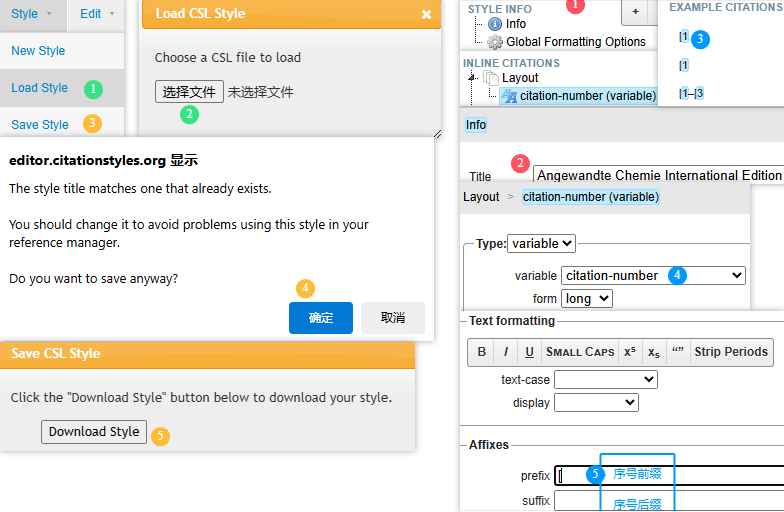 Style Edit
New Style
Load Style 1
Save Style 3
Load CSL Style
Choose a CSL file to load
选择文件 未选择文件
2
editor.citationstyles.org 显示
The style title matches one that already exists.
You should change it to avoid problems using this style in your
reference manager.
Do you want to save anyway?
4
确定 取消
Save CSL Style
Click the "Download Style" button below to download your style.
Download Style 5
STYLE INFO 1 +
Info
Global Formatting Options
INLINE CITATIONS
Layout
citation-number (variable)
EXAMPLE CITATIONS
[1 3
[1
[1–[3
Info
2
Title Angewandte Chemie International Edition
Layout > citation-number (variable)
Type: variable
variable citation-number 4
form long
Text formatting
B I U SMALL CAPS xˢ xₛ “” Strip Periods
text-case
display
Affixes
prefix [ 5 序号前缀
suffix 序号后缀